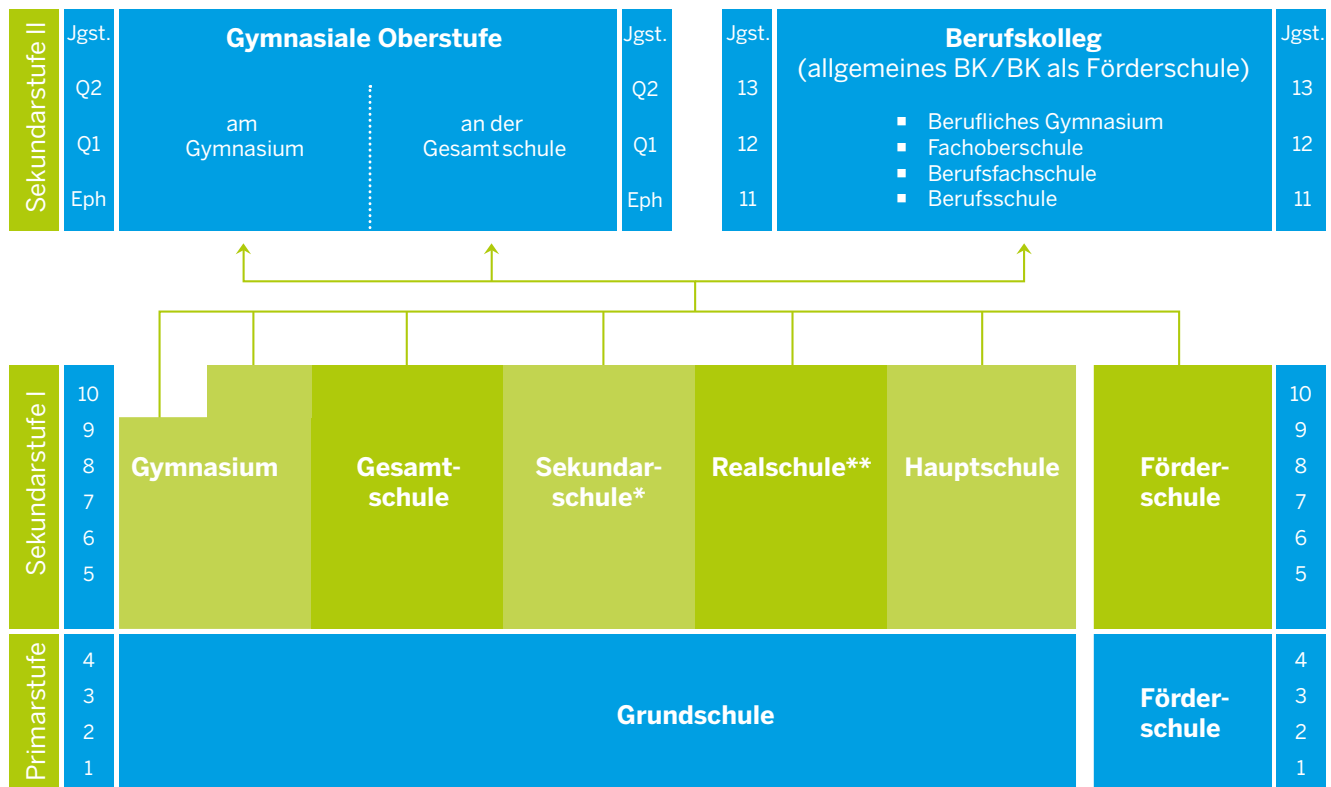 Sekundarstufe II
Jgst.
Q2
Q1
Eph
Gymnasiale Oberstufe
am
Gymnasium
an der
Gesamtschule
Jgst.
Q2
Q1
Eph
Jgst.
13
12
11
Berufskolleg
(allgemeines BK/BK als Förderschule)
▪ Berufliches Gymnasium
▪ Fachoberschule
▪ Berufsfachschule
▪ Berufsschule
Jgst.
13
12
11
Sekundarstufe I
10
9
8
7
6
5
Gymnasium
Gesamt-
schule
Sekundar-
schule*
Realschule**
Hauptschule
Förder-
schule
10
9
8
7
6
5
Primarstufe
4
3
2
1
Grundschule
Förder-
schule
4
3
2
1